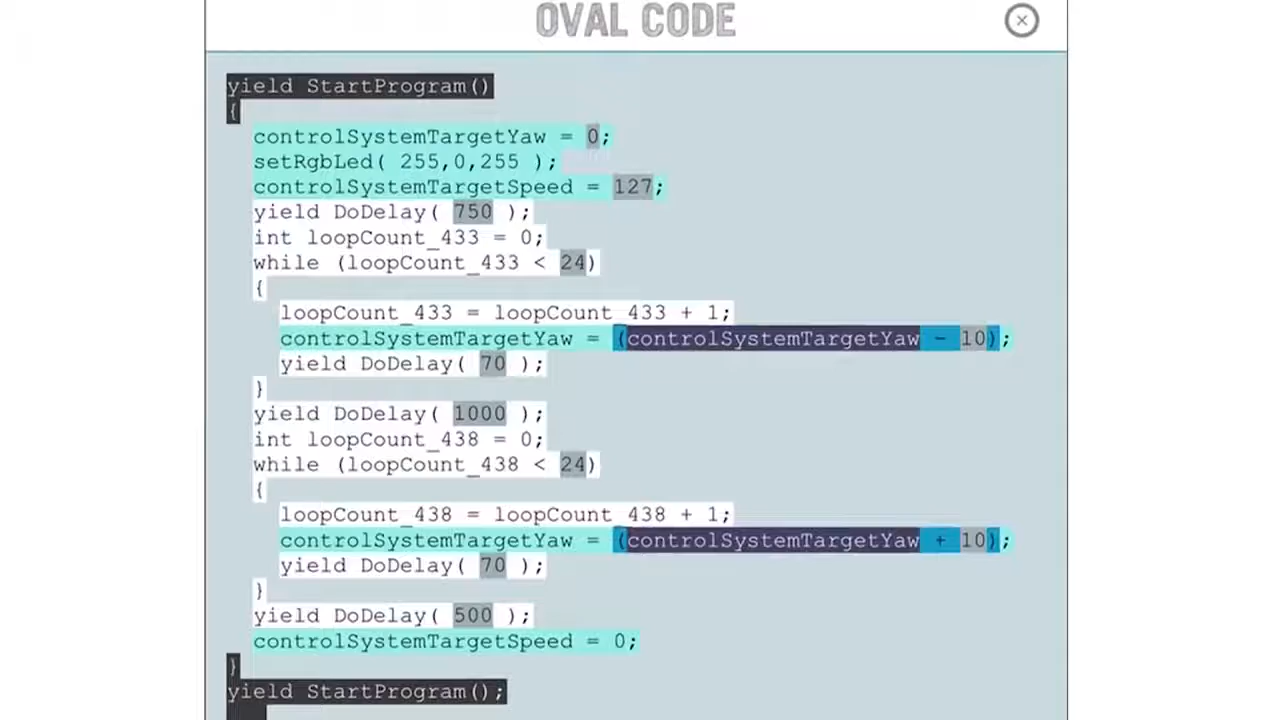 OVAL CODE
yield StartProgram()
{
controlSystemTargetYaw = 0;
setRgbLed( 255,0,255 );
controlSystemTargetSpeed = 127;
yield DoDelay( 750 );
int loopCount_433 = 0;
while (loopCount_433 < 24)
{
loopCount_433 = loopCount_433 + 1;
controlSystemTargetYaw = (controlSystemTargetYaw - 10);
yield DoDelay( 70 );
}
yield DoDelay( 1000 );
int loopCount_438 = 0;
while (loopCount_438 < 24)
{
loopCount_438 = loopCount_438 + 1;
controlSystemTargetYaw = (controlSystemTargetYaw + 10);
yield DoDelay( 70 );
}
yield DoDelay( 500 );
controlSystemTargetSpeed = 0;
}
yield StartProgram();